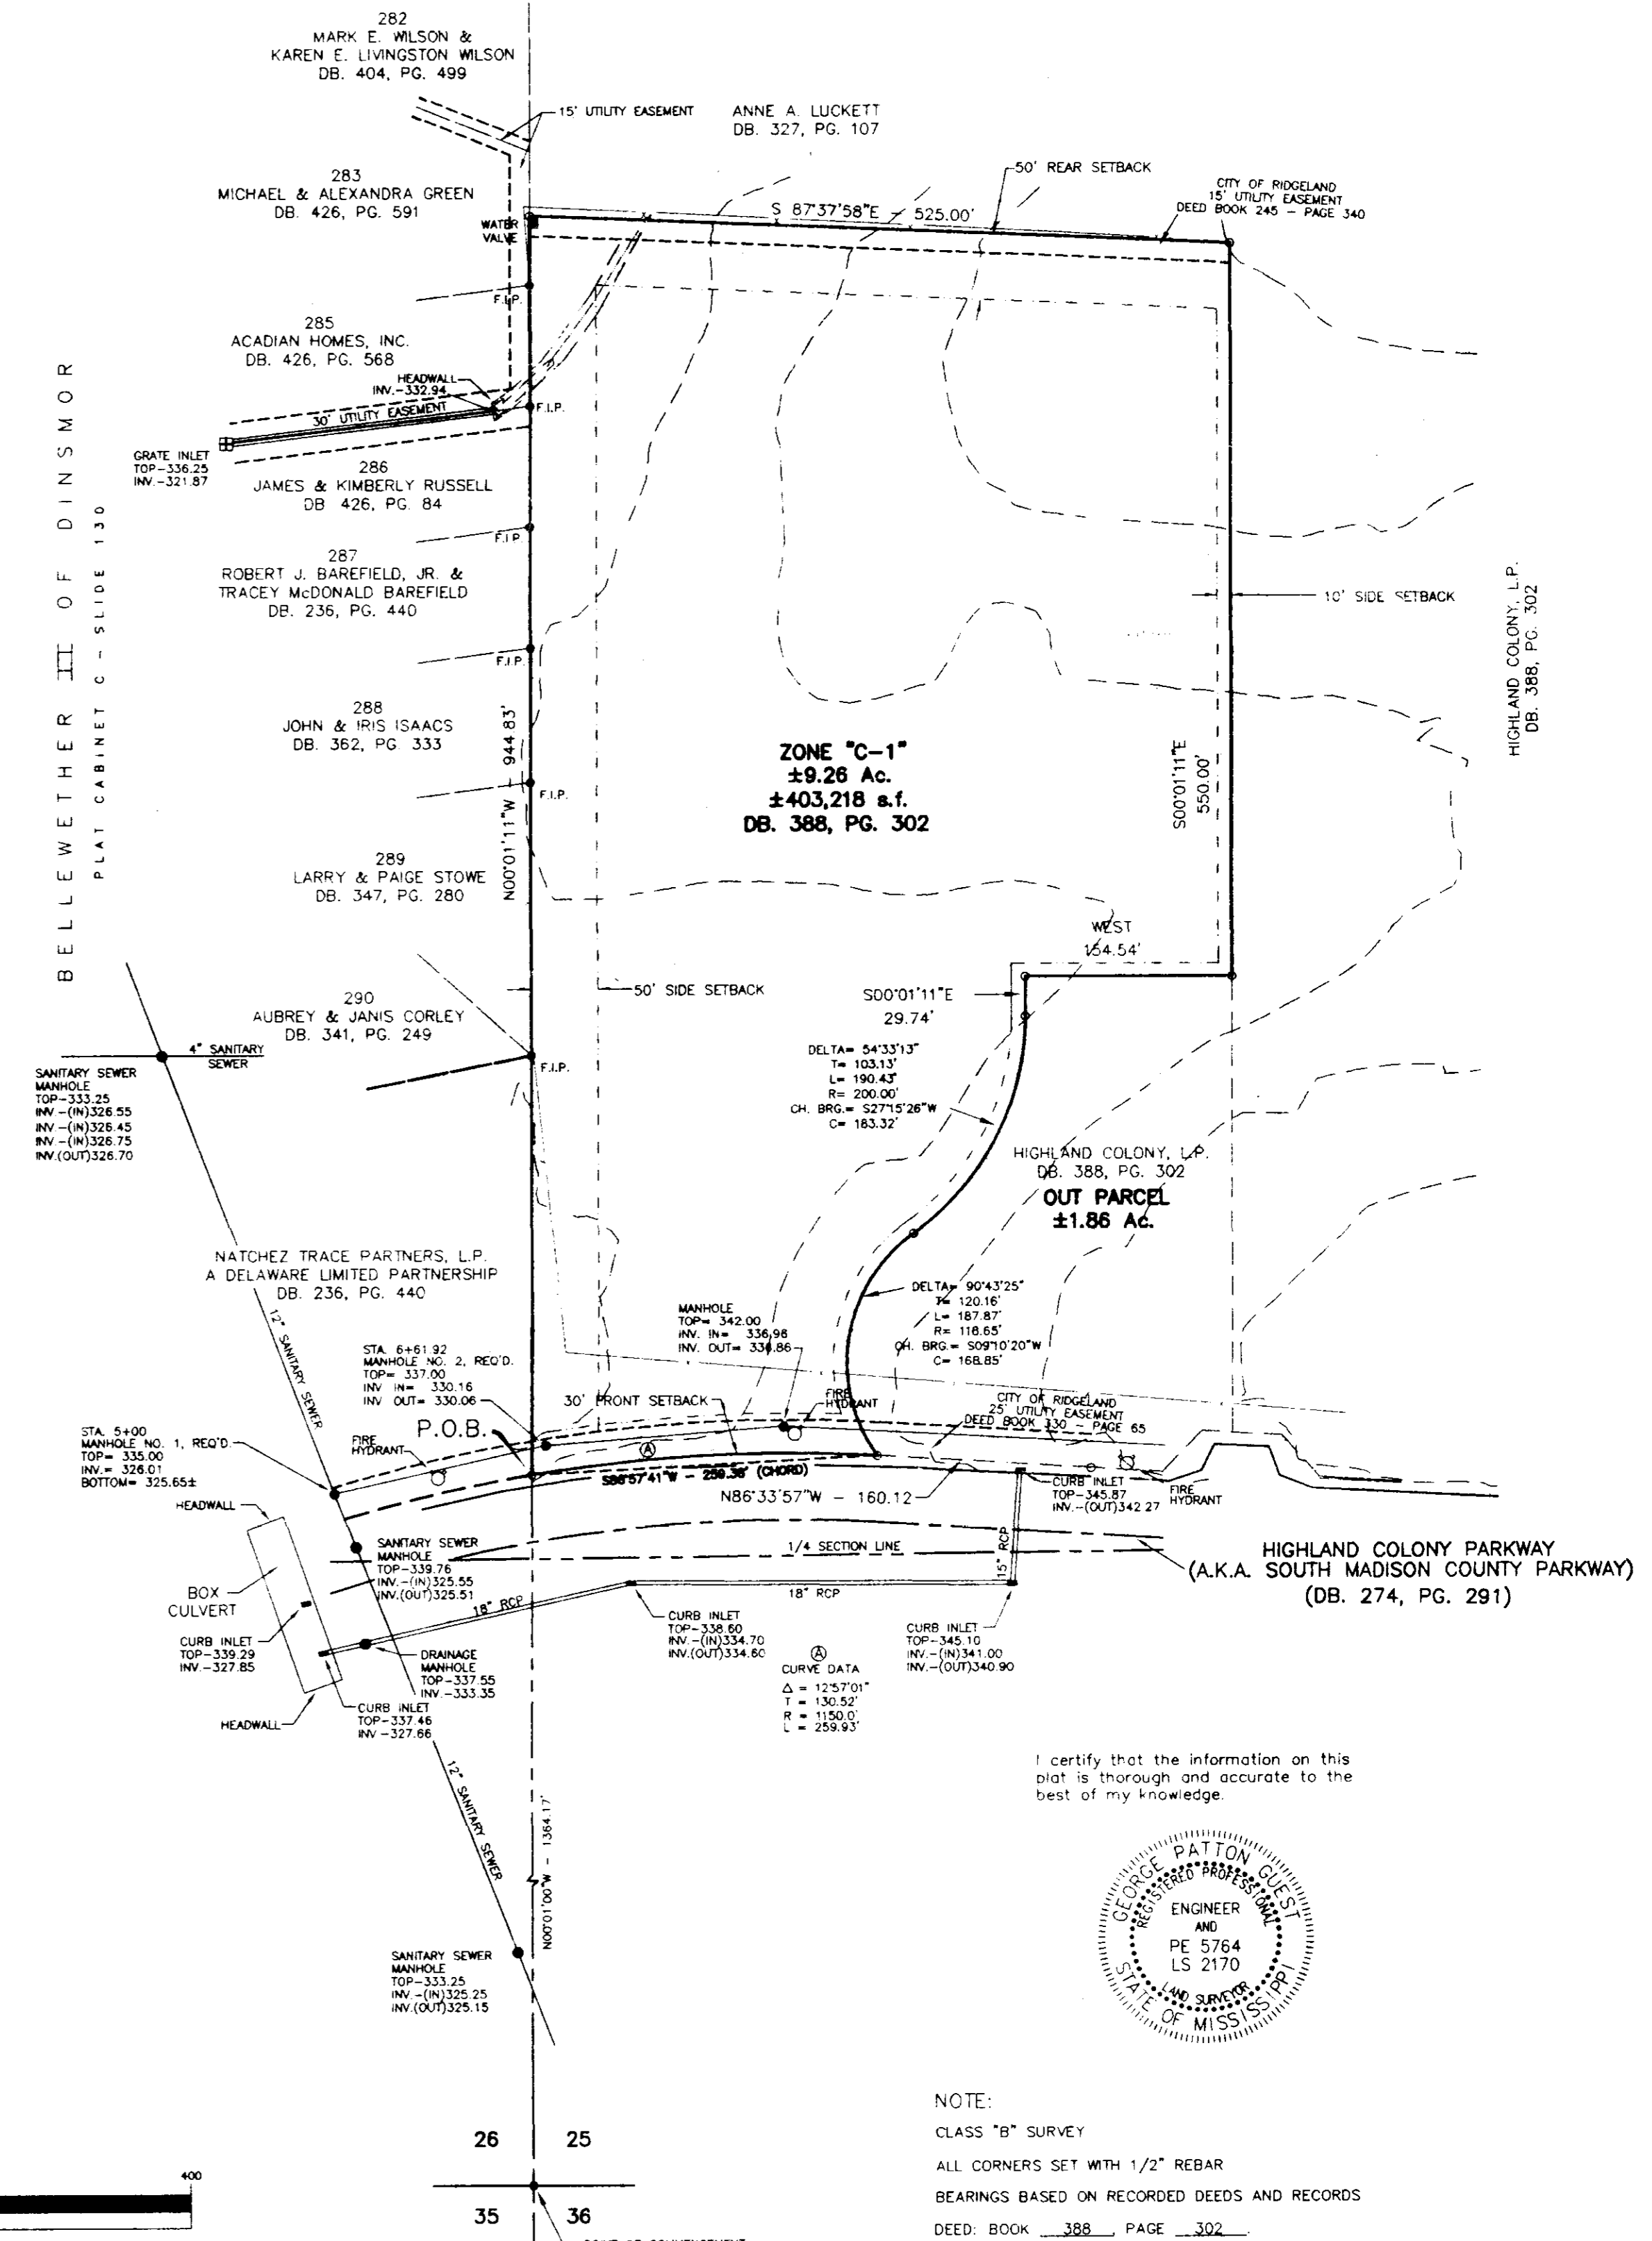 282
MARK E. WILSON &
KAREN E. LIVINGSTON WILSON
DB. 404, PG. 499
15' UTILITY EASEMENT
ANNE A. LUCKETT
DB. 327, PG. 107
50' REAR SETBACK
CITY OF RIDGELAND
15' UTILITY EASEMENT
DEED BOOK 245 - PAGE 340
283
MICHAEL & ALEXANDRA GREEN
DB. 426, PG. 591
WATER
VALVE
S 87°37'58"E - 525.00'
F.I.P.
285
ACADIAN HOMES, INC.
DB. 426, PG. 568
HEADWALL
INV.-332.94
30' UTILITY EASEMENT
F.I.P.
GRATE INLET
TOP-336.25
INV.-321.87
286
JAMES & KIMBERLY RUSSELL
DB 426, PG. 84
F.I.P.
BELLEWETHER II OF DINSMOR
PLAT CABINET C - SLIDE 130
287
ROBERT J. BAREFIELD, JR. &
TRACEY McDONALD BAREFIELD
DB. 236, PG. 440
10' SIDE SETBACK
HIGHLAND COLONY, L.P.
DB. 388, PG. 302
F.I.P.
288
JOHN & IRIS ISAACS
DB. 362, PG. 333
N00°01'11"W - 944.83'
ZONE "C-1"
±9.26 Ac.
±403,218 s.f.
DB. 388, PG. 302
S00°01'11"E
550.00'
F.I.P.
289
LARRY & PAIGE STOWE
DB. 347, PG. 280
WEST
154.54'
50' SIDE SETBACK
S00°01'11"E
29.74'
290
AUBREY & JANIS CORLEY
DB. 341, PG. 249
4" SANITARY
SEWER
F.I.P.
SANITARY SEWER
MANHOLE
TOP-333.25
INV.-(IN)326.55
INV.-(IN)326.45
INV.-(IN)326.75
INV.(OUT)326.70
DELTA= 54°33'13"
T= 103.13'
L= 190.43'
R= 200.00'
CH. BRG.= S27°15'26"W
C= 183.32'
HIGHLAND COLONY, L.P.
DB. 388, PG. 302
OUT PARCEL
±1.86 Ac.
NATCHEZ TRACE PARTNERS, L.P.
A DELAWARE LIMITED PARTNERSHIP
DB. 236, PG. 440
12" SANITARY SEWER
DELTA= 90°43'25"
T= 120.16'
L= 187.87'
R= 118.65'
CH. BRG.= S09°10'20"W
C= 168.85'
MANHOLE
TOP= 342.00
INV. IN= 336.96
INV. OUT= 336.86
STA. 6+61.92
MANHOLE NO. 2, REQ'D.
TOP= 337.00
INV IN= 330.16
INV OUT= 330.06
30' FRONT SETBACK
FIRE
HYDRANT
CITY OF RIDGELAND
25' UTILITY EASEMENT
DEED BOOK 330 - PAGE 65
P.O.B.
STA. 5+00
MANHOLE NO. 1, REQ'D.
TOP= 335.00
INV.= 326.01
BOTTOM= 325.65±
FIRE
HYDRANT
A
S86°57'41"W - 259.38' (CHORD)
N86°33'57"W - 160.12
CURB INLET
TOP-345.87
INV.-(OUT)342.27
FIRE
HYDRANT
HEADWALL
SANITARY SEWER
MANHOLE
TOP-339.76
INV.-(IN)325.55
INV.(OUT)325.51
1/4 SECTION LINE
15" RCP
HIGHLAND COLONY PARKWAY
(A.K.A. SOUTH MADISON COUNTY PARKWAY)
(DB. 274, PG. 291)
BOX
CULVERT
18" RCP
18" RCP
CURB INLET
TOP-339.29
INV.-327.85
DRAINAGE
MANHOLE
TOP-337.55
INV.-333.35
CURB INLET
TOP-338.60
INV.-(IN)334.70
INV.(OUT)334.60
CURB INLET
TOP-345.10
INV.-(IN)341.00
INV.-(OUT)340.90
A
CURVE DATA
Δ = 12°57'01"
T = 130.52'
R = 1150.0'
L = 259.93'
HEADWALL
CURB INLET
TOP-337.46
INV -327.66
12" SANITARY SEWER
N00°01'00"W - 1364.17'
I certify that the information on this
plat is thorough and accurate to the
best of my knowledge.
GEORGE PATTON GUEST
REGISTERED PROFESSIONAL
ENGINEER
AND
PE 5764
LS 2170
LAND SURVEYOR
STATE OF MISSISSIPPI
SANITARY SEWER
MANHOLE
TOP-333.25
INV.-(IN)325.25
INV.(OUT)325.15
NOTE:
CLASS "B" SURVEY
ALL CORNERS SET WITH 1/2" REBAR
BEARINGS BASED ON RECORDED DEEDS AND RECORDS
DEED: BOOK 388, PAGE 302.
26 25
35 36
400